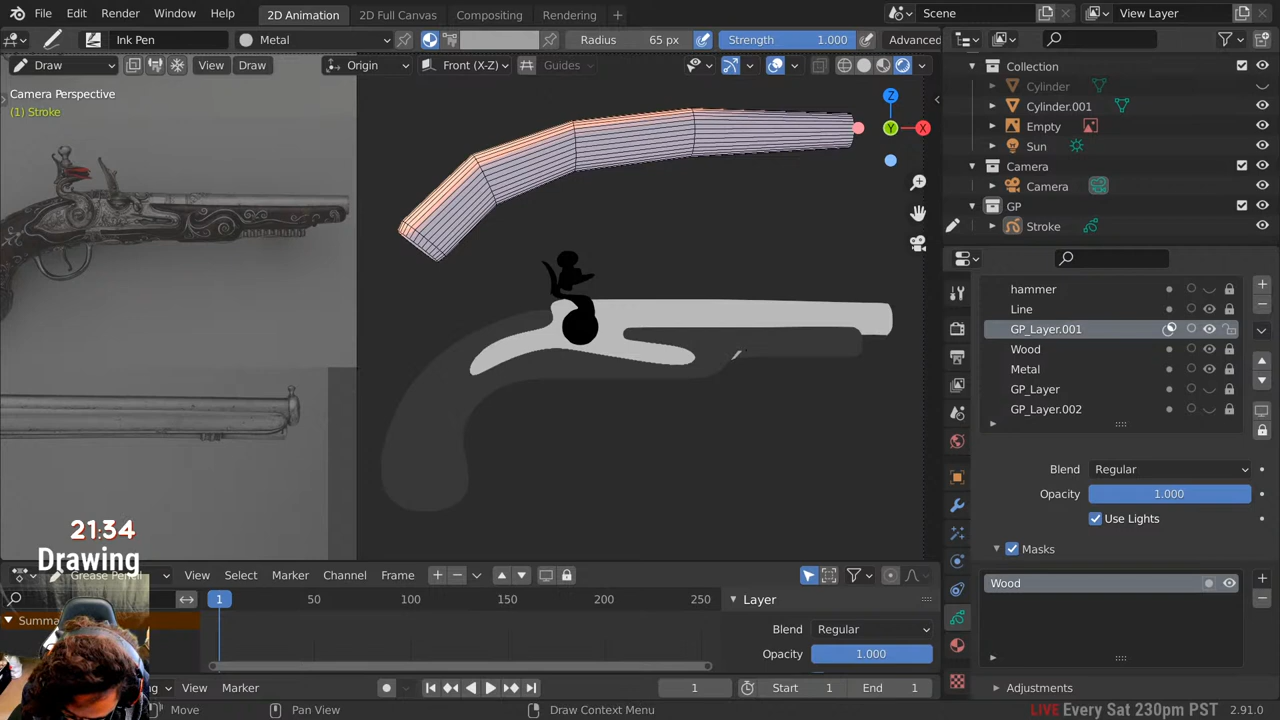 File Edit Render Window Help 2D Animation 2D Full Canvas Compositing Rendering + Scene View Layer
Ink Pen Metal Radius 65 px Strength 1.000 Advanced
Draw View Draw Origin Front (X-Z) Guides
Camera Perspective
(1) Stroke
Z
Y X
Collection
Cylinder
Cylinder.001
Empty
Sun
Camera
Camera
GP
Stroke
hammer
Line
GP_Layer.001
Wood
Metal
GP_Layer
GP_Layer.002
Blend Regular
Opacity 1.000
Use Lights
Masks
Wood
Adjustments
21:34
Drawing
Grease Pencil View Select Marker Channel Frame
1 50 100 150 200 250
Summa
Layer
Blend Regular
Opacity 1.000
View Marker 1 Start 1 End 1
Move Pan View Draw Context Menu
LIVE Every Sat 230pm PST 2.91.0